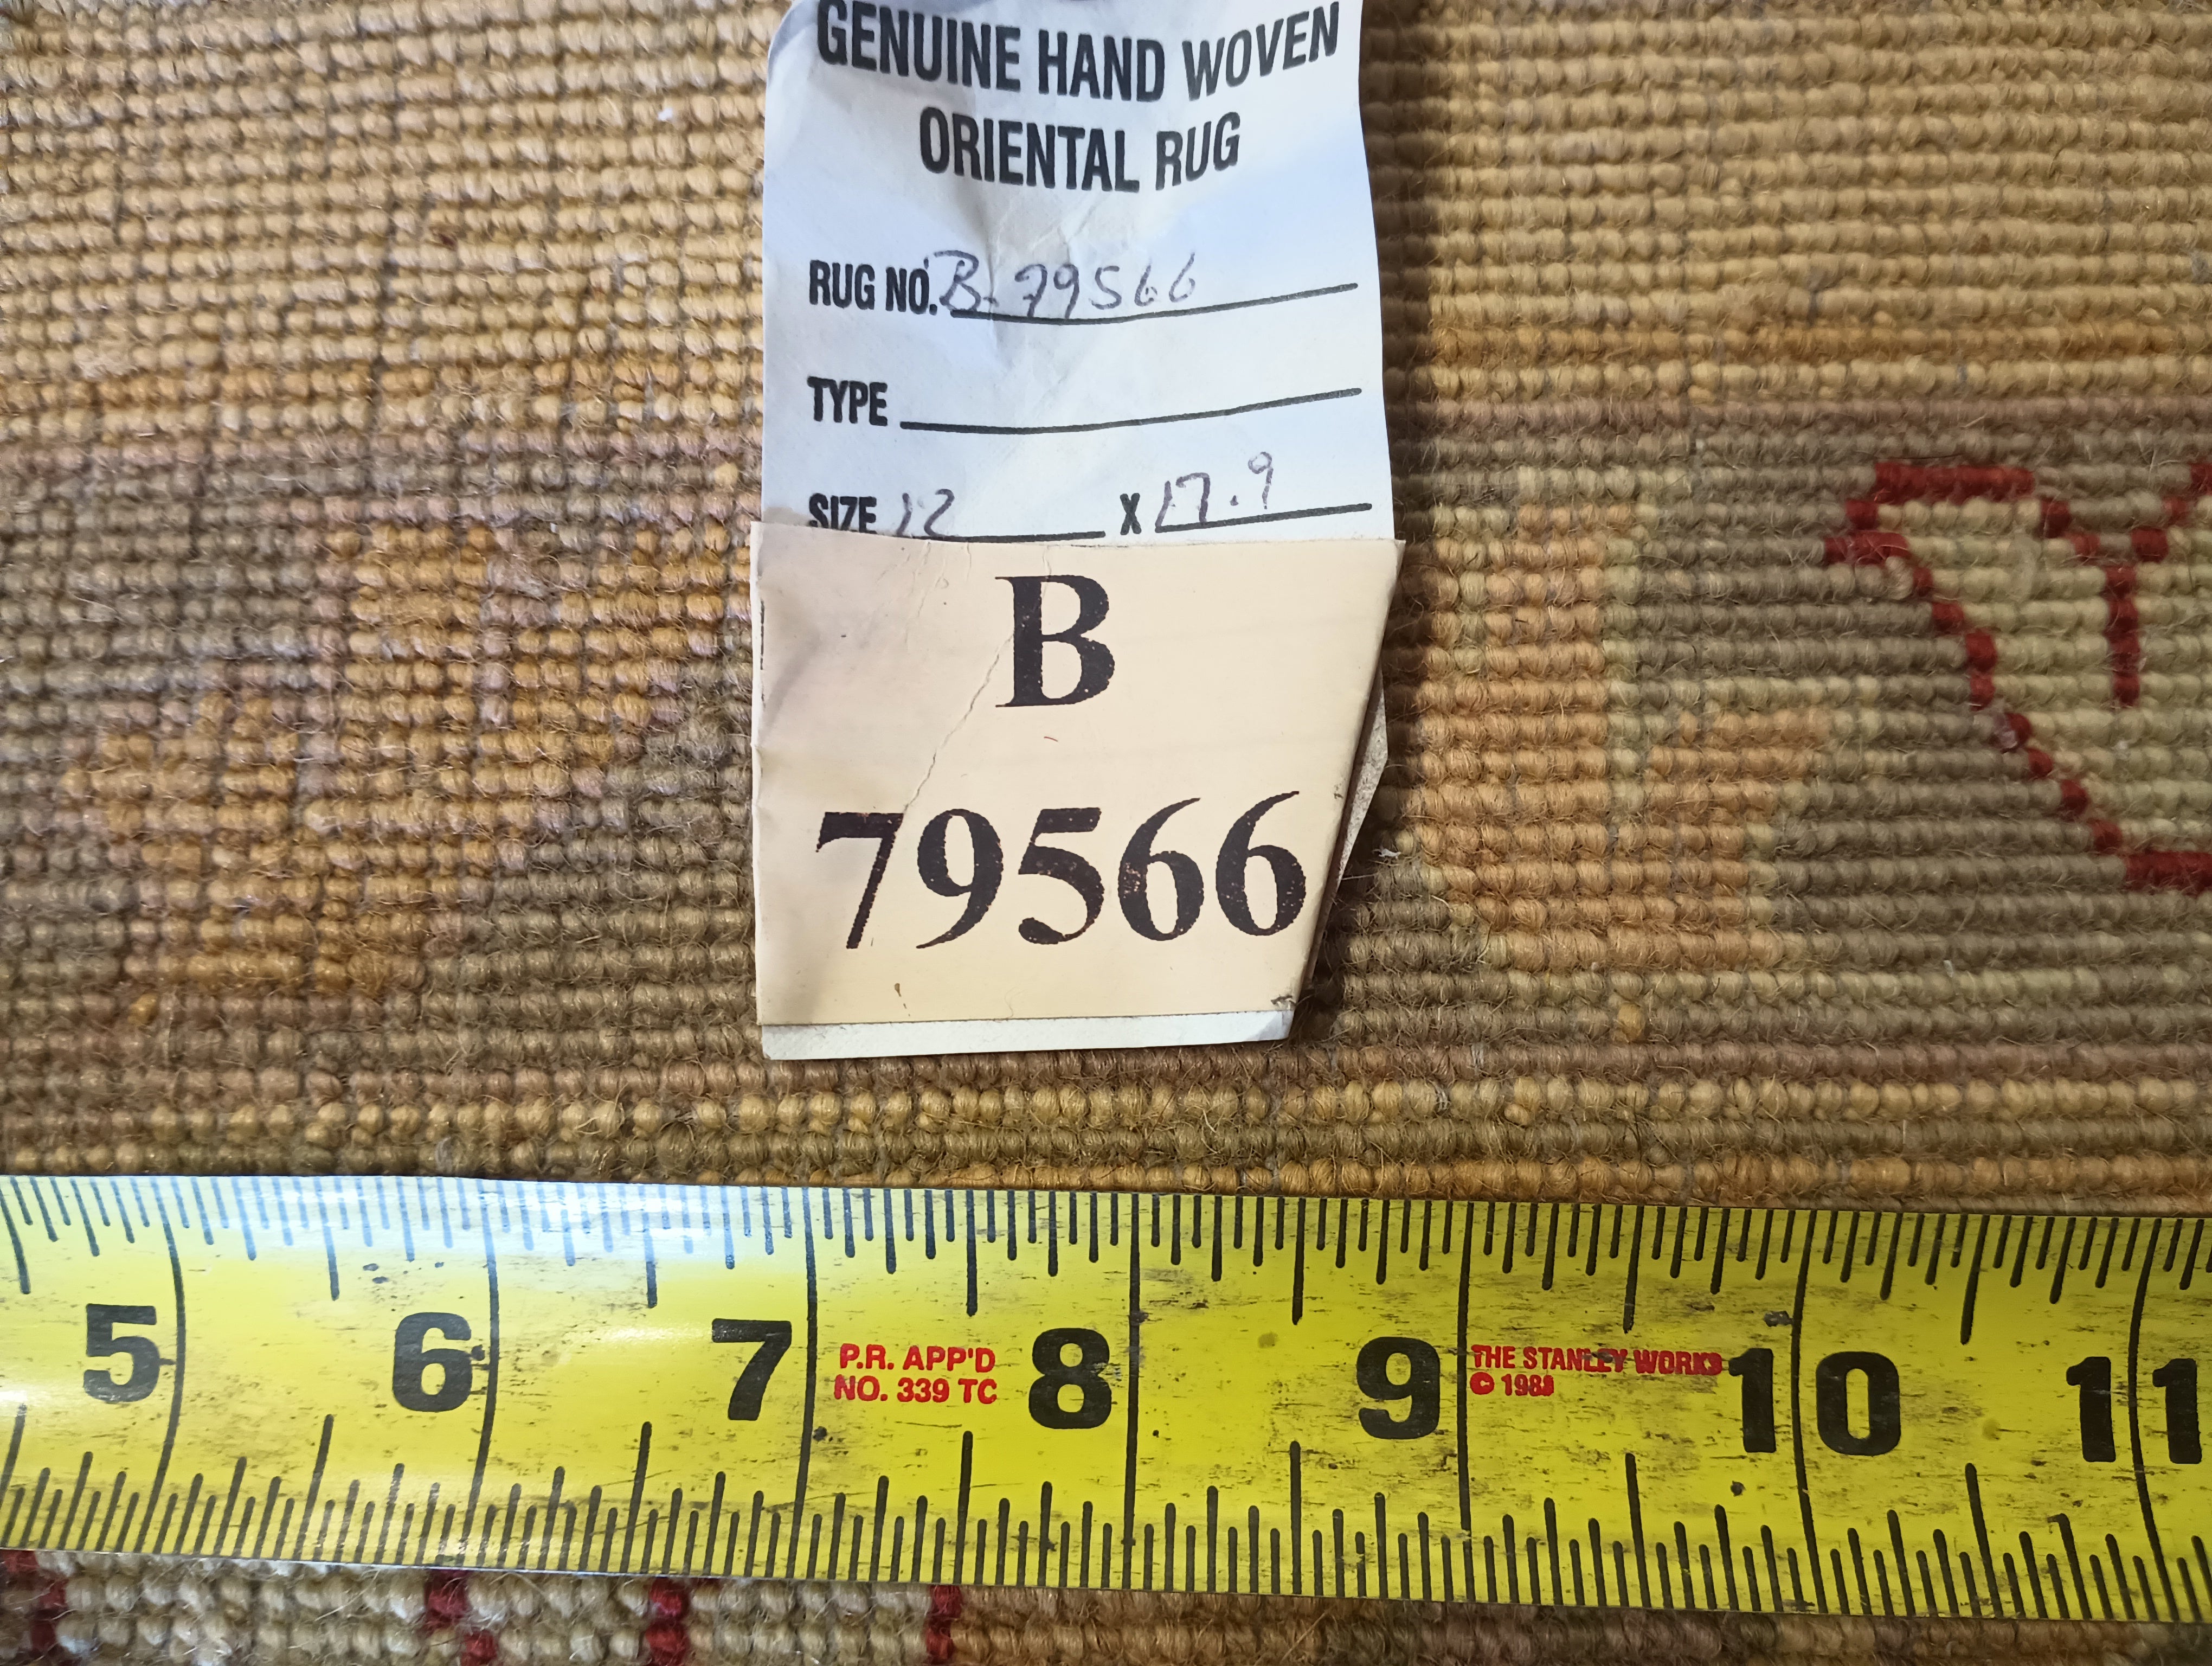 GENUINE HAND WOVEN
ORIENTAL RUG
RUG NO. B-79566
TYPE
SIZE 12 X 17.9
B
79566
5 6 7 8 9 10 11
P.R. APP'D
NO. 339 TC
THE STANLEY WORKS
© 1988